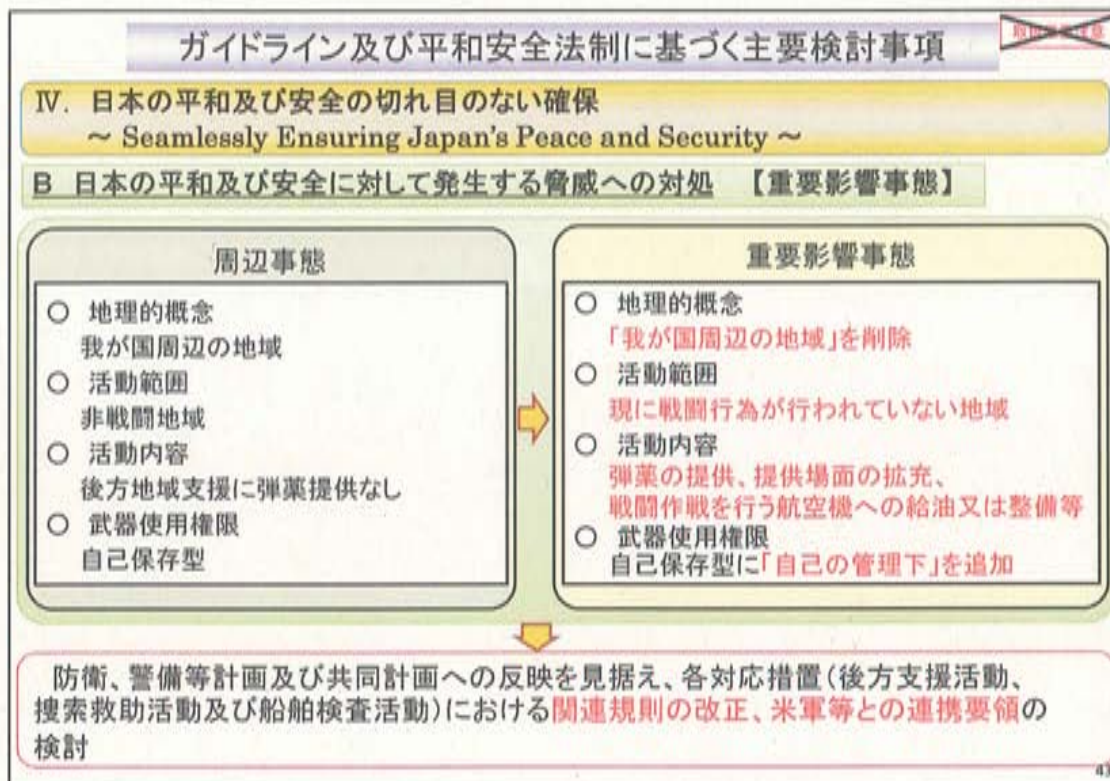 ガイドライン及び平和安全法制に基づく主要検討事項
Ⅳ. 日本の平和及び安全の切れ目のない確保
～ Seamlessly Ensuring Japan's Peace and Security ～
B 日本の平和及び安全に対して発生する脅威への対処 【重要影響事態】
周辺事態
○ 地理的概念
我が国周辺の地域
○ 活動範囲
非戦闘地域
○ 活動内容
後方地域支援に弾薬提供なし
○ 武器使用権限
自己保存型
重要影響事態
○ 地理的概念
「我が国周辺の地域」を削除
○ 活動範囲
現に戦闘行為が行われていない地域
○ 活動内容
弾薬の提供、提供場面の拡充、
戦闘作戦を行う航空機への給油又は整備等
○ 武器使用権限
自己保存型に「自己の管理下」を追加
防衛、警備等計画及び共同計画への反映を見据え、各対応措置(後方支援活動、
捜索救助活動及び船舶検査活動)における関連規則の改正、米軍等との連携要領の
検討